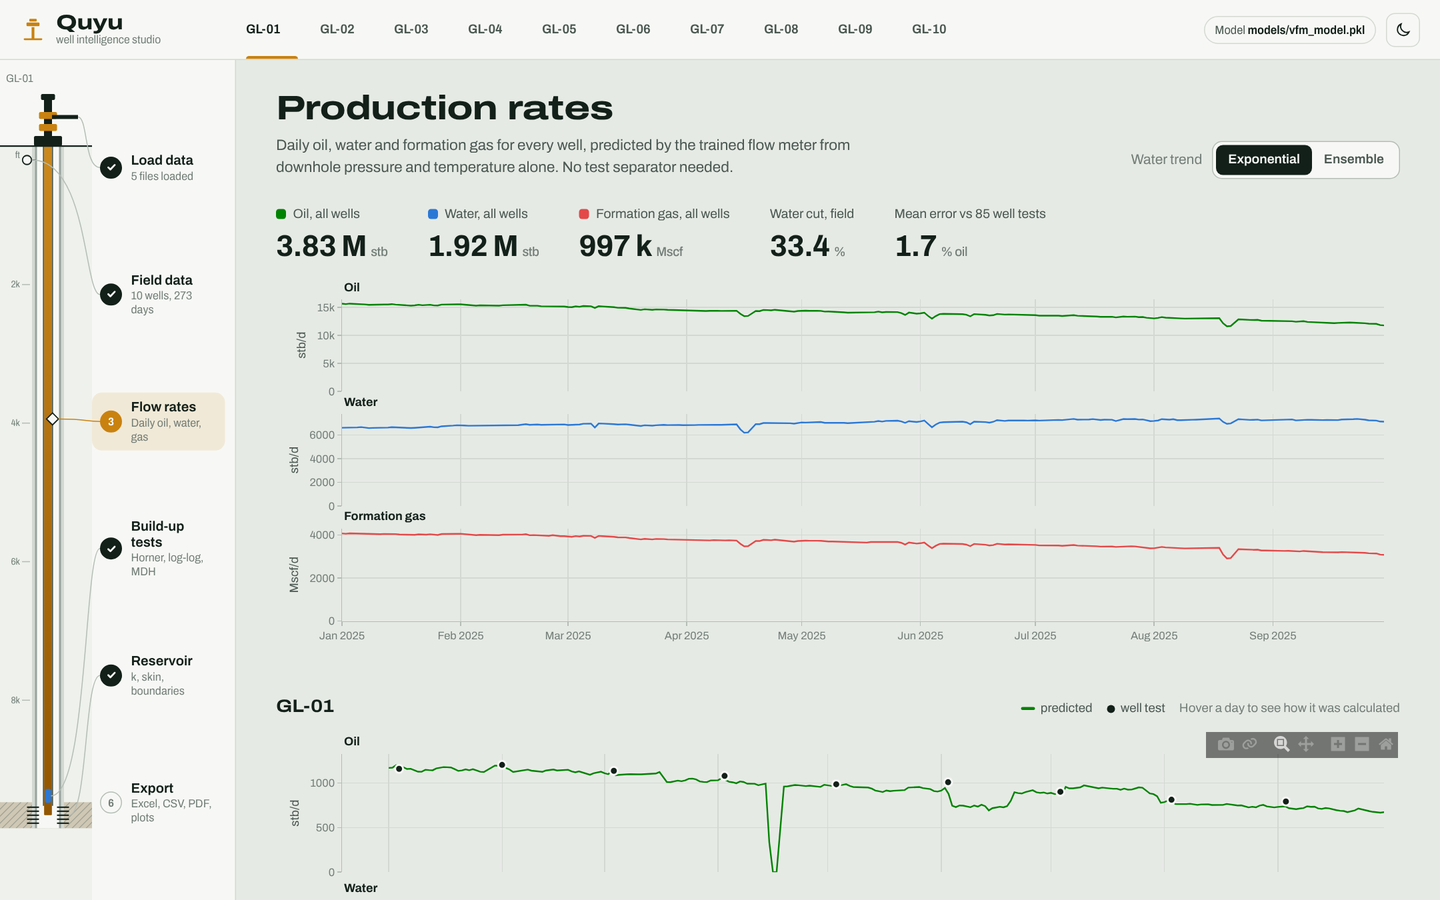 Quyu
well intelligence studio
GL-01
GL-02
GL-03
GL-04
GL-05
GL-06
GL-07
GL-08
GL-09
GL-10
Model models/vfm_model.pkl
GL-01
ft
2k
4k
6k
8k
Load data
5 files loaded
Field data
10 wells, 273
days
3
Flow rates
Daily oil, water,
gas
Build-up
tests
Horner, log-log,
MDH
Reservoir
k, skin,
boundaries
6
Export
Excel, CSV, PDF,
plots
Production rates
Daily oil, water and formation gas for every well, predicted by the trained flow meter from
downhole pressure and temperature alone. No test separator needed.
Water trend
Exponential
Ensemble
Oil, all wells
3.83 M stb
Water, all wells
1.92 M stb
Formation gas, all wells
997 k Mscf
Water cut, field
33.4 %
Mean error vs 85 well tests
1.7 % oil
Oil
stb/d
15k
10k
5k
0
Water
stb/d
6000
4000
2000
0
Formation gas
Mscf/d
4000
2000
0
Jan 2025
Feb 2025
Mar 2025
Apr 2025
May 2025
Jun 2025
Jul 2025
Aug 2025
Sep 2025
GL-01
predicted
well test
Hover a day to see how it was calculated
Oil
stb/d
1000
500
0
Water